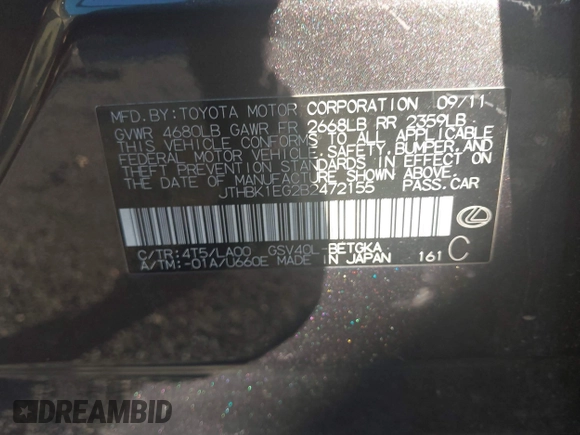 MFD.BY:TOYOTA MOTOR CORPORATION 09/11
GVWR 4680LB GAWR FR 2668LB RR 2359LB
THIS VEHICLE CONFORMS TO ALL APPLICABLE
FEDERAL MOTOR VEHICLE SAFETY, BUMPER, AND
THEFT PREVENTION STANDARDS IN EFFECT ON
THE DATE OF MANUFACTURE SHOWN ABOVE.
JTHBK1EG2B2472155 PASS.CAR
C/TR:4T5/LA00 GSV40L-BETGKA
A/TM:-01A/U660E MADE IN JAPAN 161 C
DREAMBID